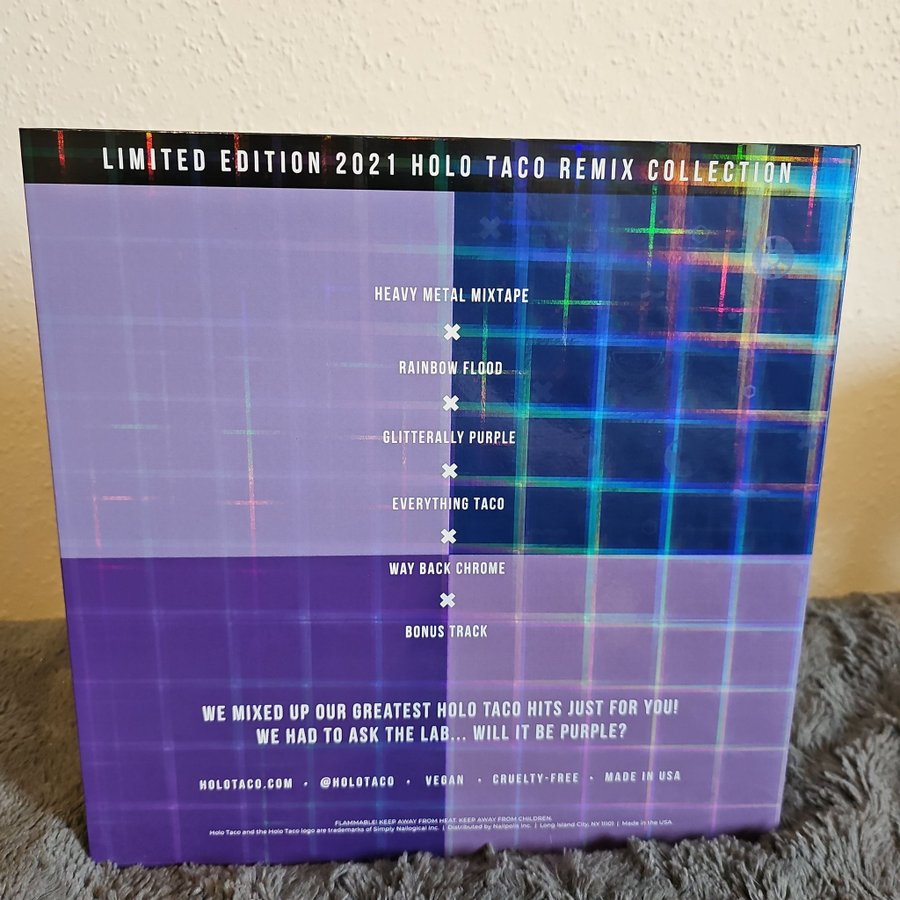 LIMITED EDITION 2021 HOLO TACO REMIX COLLECTION
HEAVY METAL MIXTAPE
RAINBOW FLOOD
GLITTERALLY PURPLE
EVERYTHING TACO
WAY BACK CHROME
BONUS TRACK
WE MIXED UP OUR GREATEST HOLO TACO HITS JUST FOR YOU!
WE HAD TO ASK THE LAB... WILL IT BE PURPLE?
HOLOTACO.COM • @HOLOTACO • VEGAN • CRUELTY-FREE • MADE IN USA
FLAMMABLE! KEEP AWAY FROM HEAT. KEEP AWAY FROM CHILDREN.
Holo Taco and the Holo Taco logo are trademarks of Simply Nailogical Inc. | Distributed by Nailpolis Inc. | Long Island City, NY 11101 | Made in the USA